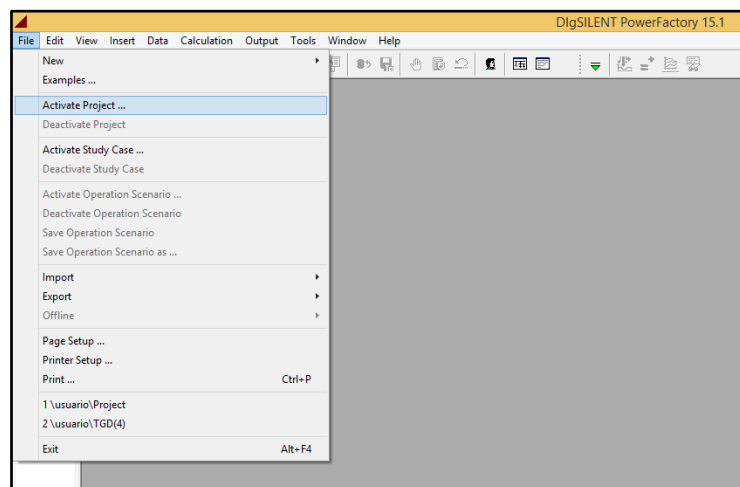 DIgSILENT PowerFactory 15.1
File Edit View Insert Data Calculation Output Tools Window Help
New
Examples ...
Activate Project ...
Deactivate Project
Activate Study Case ...
Deactivate Study Case
Activate Operation Scenario ...
Deactivate Operation Scenario
Save Operation Scenario
Save Operation Scenario as ...
Import
Export
Offline
Page Setup ...
Printer Setup ...
Print ... Ctrl+P
1 \usuario\Project
2 \usuario\TGD(4)
Exit Alt+F4